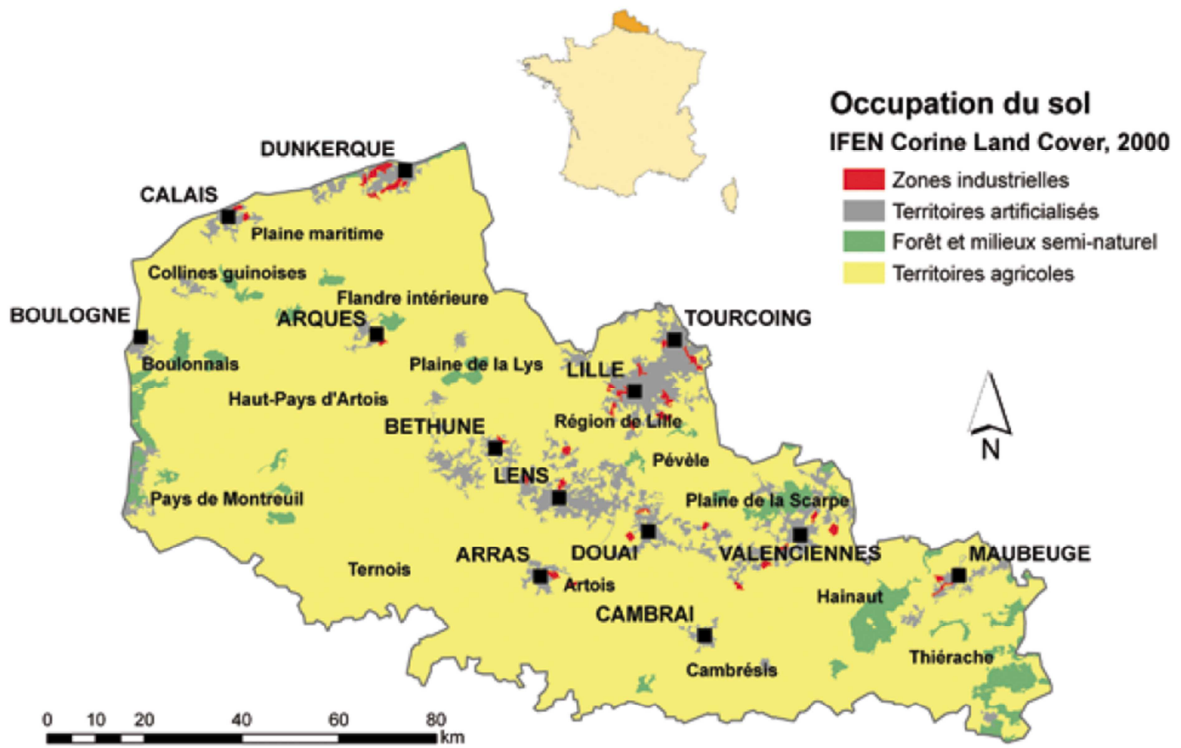 Occupation du sol
IFEN Corine Land Cover, 2000
Zones industrielles
Territoires artificialisés
Forêt et milieux semi-naturel
Territoires agricoles
DUNKERQUE
CALAIS
Plaine maritime
Collines guinoises
Flandre intérieure
BOULOGNE
ARQUES
TOURCOING
Boulonnais
Plaine de la Lys
LILLE
Haut-Pays d'Artois
Région de Lille
BETHUNE
Pévèle
LENS
Pays de Montreuil
Plaine de la Scarpe
ARRAS
DOUAI
VALENCIENNES
MAUBEUGE
Ternois
Artois
Hainaut
CAMBRAI
Thiérache
Cambrésis
N
0 10 20 40 60 80
km